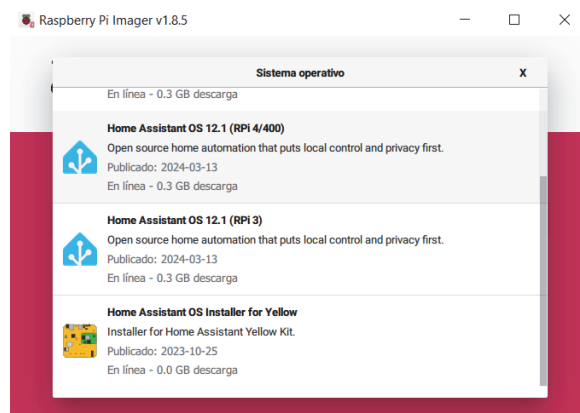 Raspberry Pi Imager v1.8.5
Sistema operativo
X
En línea - 0.3 GB descarga
Home Assistant OS 12.1 (RPi 4/400)
Open source home automation that puts local control and privacy first.
Publicado: 2024-03-13
En línea - 0.3 GB descarga
Home Assistant OS 12.1 (RPi 3)
Open source home automation that puts local control and privacy first.
Publicado: 2024-03-13
En línea - 0.3 GB descarga
Home Assistant OS Installer for Yellow
Installer for Home Assistant Yellow Kit.
Publicado: 2023-10-25
En línea - 0.0 GB descarga